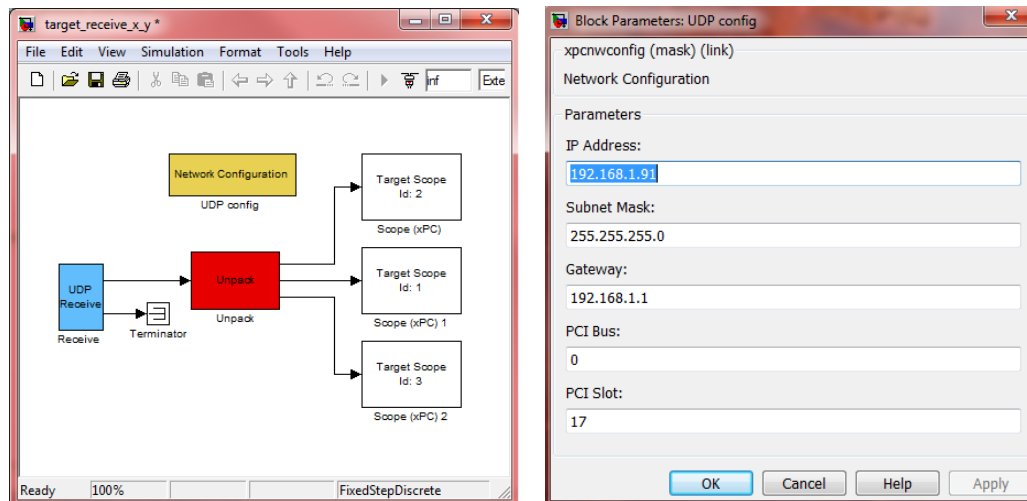 target_receive_x_y *
File Edit View Simulation Format Tools Help
inf
Exte
Network Configuration
UDP config
Target Scope
Id: 2
Scope (xPC)
UDP
Receive
Receive
Terminator
Unpack
Unpack
Target Scope
Id: 1
Scope (xPC) 1
Target Scope
Id: 3
Scope (xPC) 2
Ready 100% FixedStepDiscrete
Block Parameters: UDP config
xpcnwconfig (mask) (link)
Network Configuration
Parameters
IP Address:
192.168.1.91
Subnet Mask:
255.255.255.0
Gateway:
192.168.1.1
PCI Bus:
0
PCI Slot:
17
OK Cancel Help Apply